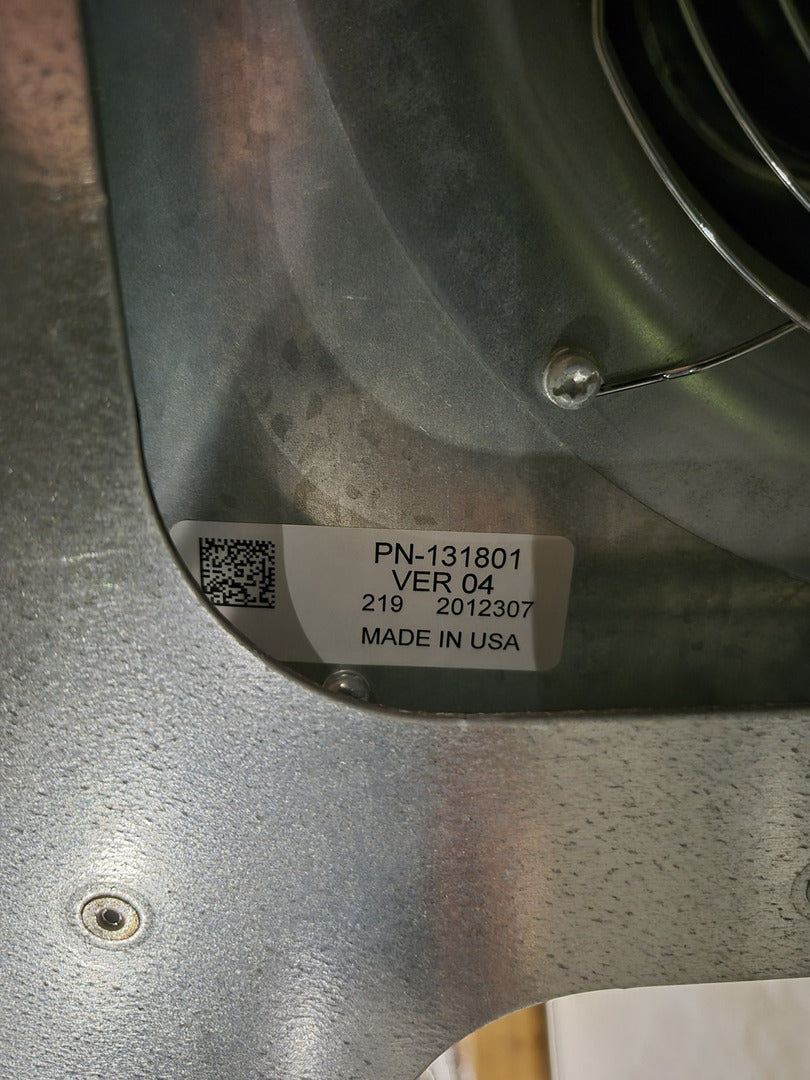 PN-131801
VER 04
219 2012307
MADE IN USA